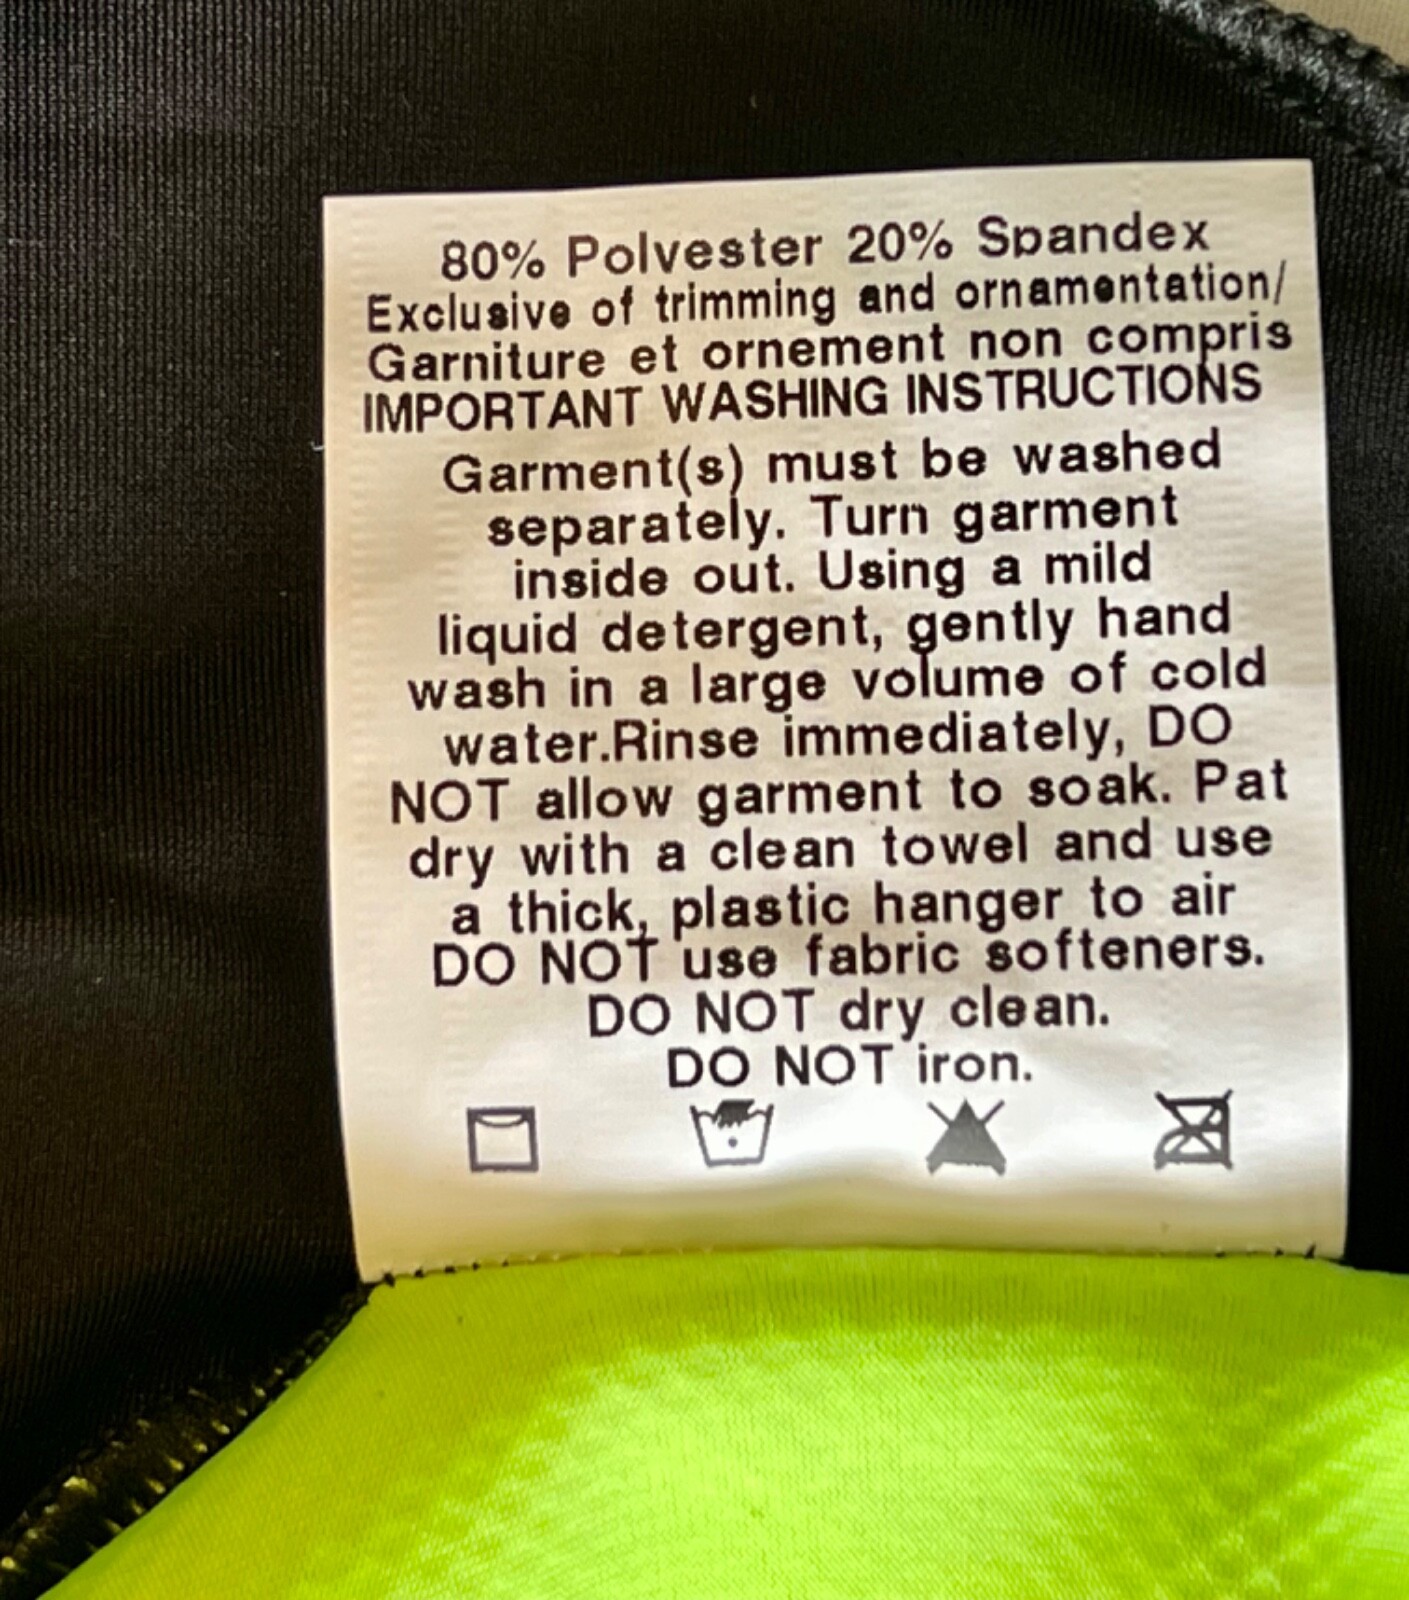 80% Polyester 20% Spandex
Exclusive of trimming and ornamentation/
Garniture et ornement non compris
IMPORTANT WASHING INSTRUCTIONS
Garment(s) must be washed
separately. Turn garment
inside out. Using a mild
liquid detergent, gently hand
wash in a large volume of cold
water.Rinse immediately, DO
NOT allow garment to soak. Pat
dry with a clean towel and use
a thick, plastic hanger to air
DO NOT use fabric softeners.
DO NOT dry clean.
DO NOT iron.